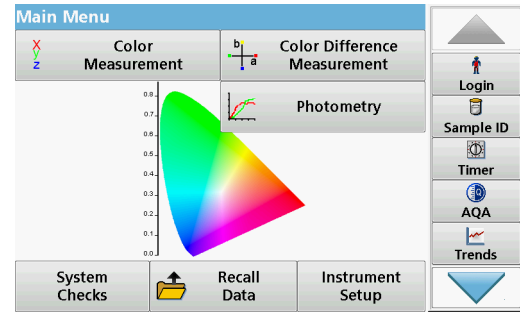 Main Menu
X
Y
Z
Color
Measurement
b
a
Color Difference
Measurement
Photometry
0.8
0.7
0.6
0.5
0.4
0.3
0.2
0.1
0.0
System
Checks
Recall
Data
Instrument
Setup
Login
Sample ID
Timer
AQA
Trends